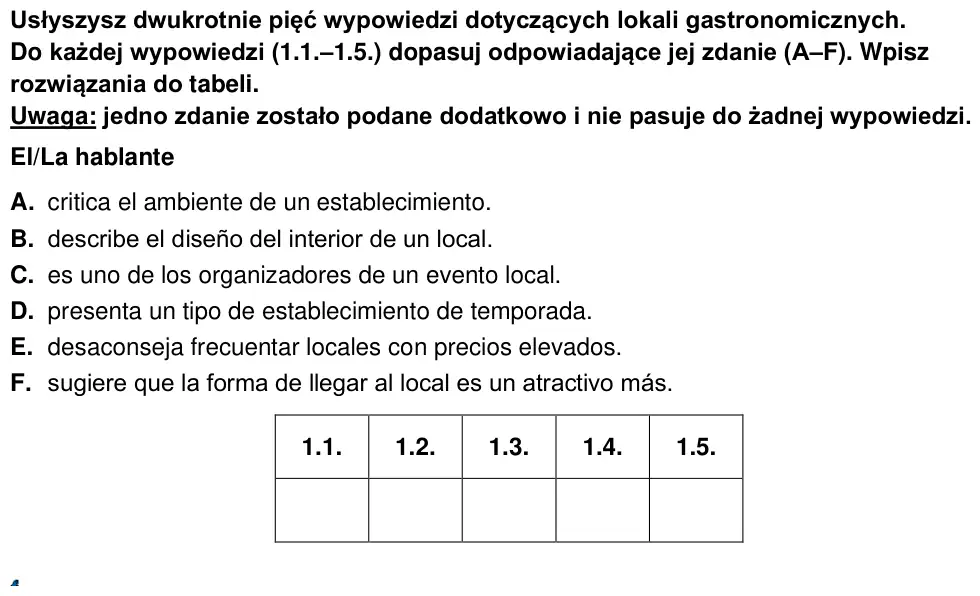 Usłyszysz dwukrotnie pięć wypowiedzi dotyczących lokali gastronomicznych.
Do każdej wypowiedzi (1.1.–1.5.) dopasuj odpowiadające jej zdanie (A–F). Wpisz
rozwiązania do tabeli.
Uwaga: jedno zdanie zostało podane dodatkowo i nie pasuje do żadnej wypowiedzi.
El/La hablante
A. critica el ambiente de un establecimiento.
B. describe el diseño del interior de un local.
C. es uno de los organizadores de un evento local.
D. presenta un tipo de establecimiento de temporada.
E. desaconseja frecuentar locales con precios elevados.
F. sugiere que la forma de llegar al local es un atractivo más.
1.1. 1.2. 1.3. 1.4. 1.5.